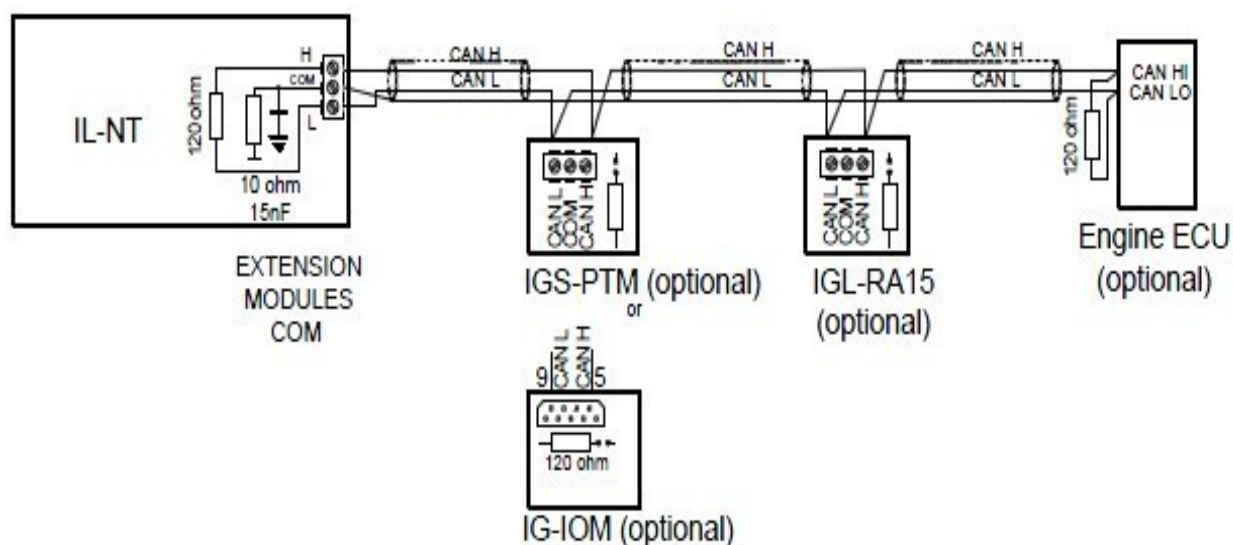 IL-NT
120 ohm
10 ohm
15nF
H
COM
L
EXTENSION
MODULES
COM
CAN H
CAN L
CAN H
CAN L
CAN H
CAN L
CAN L
COM
CAN H
IGS-PTM (optional)
or
CAN L
COM
CAN H
IGL-RA15
(optional)
120 ohm
CAN HI
CAN LO
Engine ECU
(optional)
9
CAN L
CAN H
5
120 ohm
IG-IOM (optional)